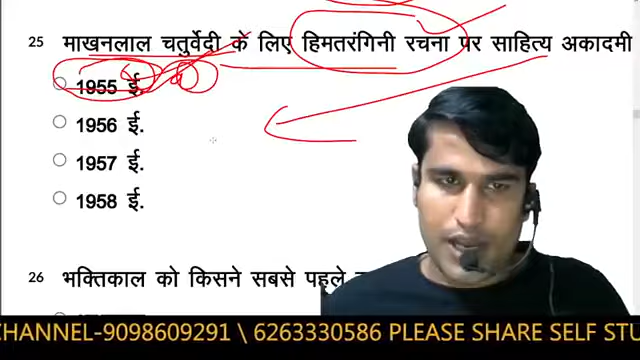 25 माखनलाल चतुर्वेदी के लिए हिमतरंगिनी रचना पर साहित्य अकादमी
1955 ई.
1956 ई.
1957 ई.
1958 ई.
26 भक्तिकाल को किसने सबसे पहले
CHANNEL-9098609291 \ 6263330586 PLEASE SHARE SELF STU